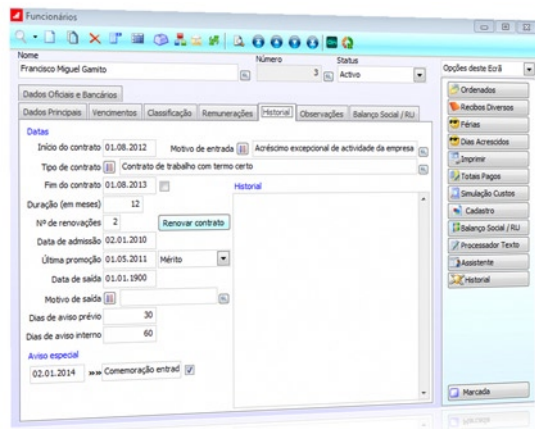 Funcionários
Nome
Número
Status
Francisco Miguel Gamito
3
Activo
Opções deste Ecrã
Dados Oficiais e Bancários
Dados Principais
Vencimentos
Classificação
Remunerações
Historial
Observações
Balanço Social / RU
Datas
Início do contrato 01.08.2012
Motivo de entrada
Acréscimo excepcional de actividade da empresa
Tipo de contrato
Contrato de trabalho com termo certo
Fim do contrato 01.08.2013
Historial
Duração (em meses) 12
Nº de renovações 2
Renovar contrato
Data de admissão 02.01.2010
Última promoção 01.05.2011 Mérito
Data de saída 01.01.1900
Motivo de saída
Dias de aviso prévio 30
Dias de aviso interno 60
Aviso especial
02.01.2014 »» Comemoração entrad
Ordenados
Recibos Diversos
Férias
Dias Acrescidos
Imprimir
Totais Pagos
Simulação Custos
Cadastro
Balanço Social / RU
Processador Texto
Assistente
Historial
Marcada